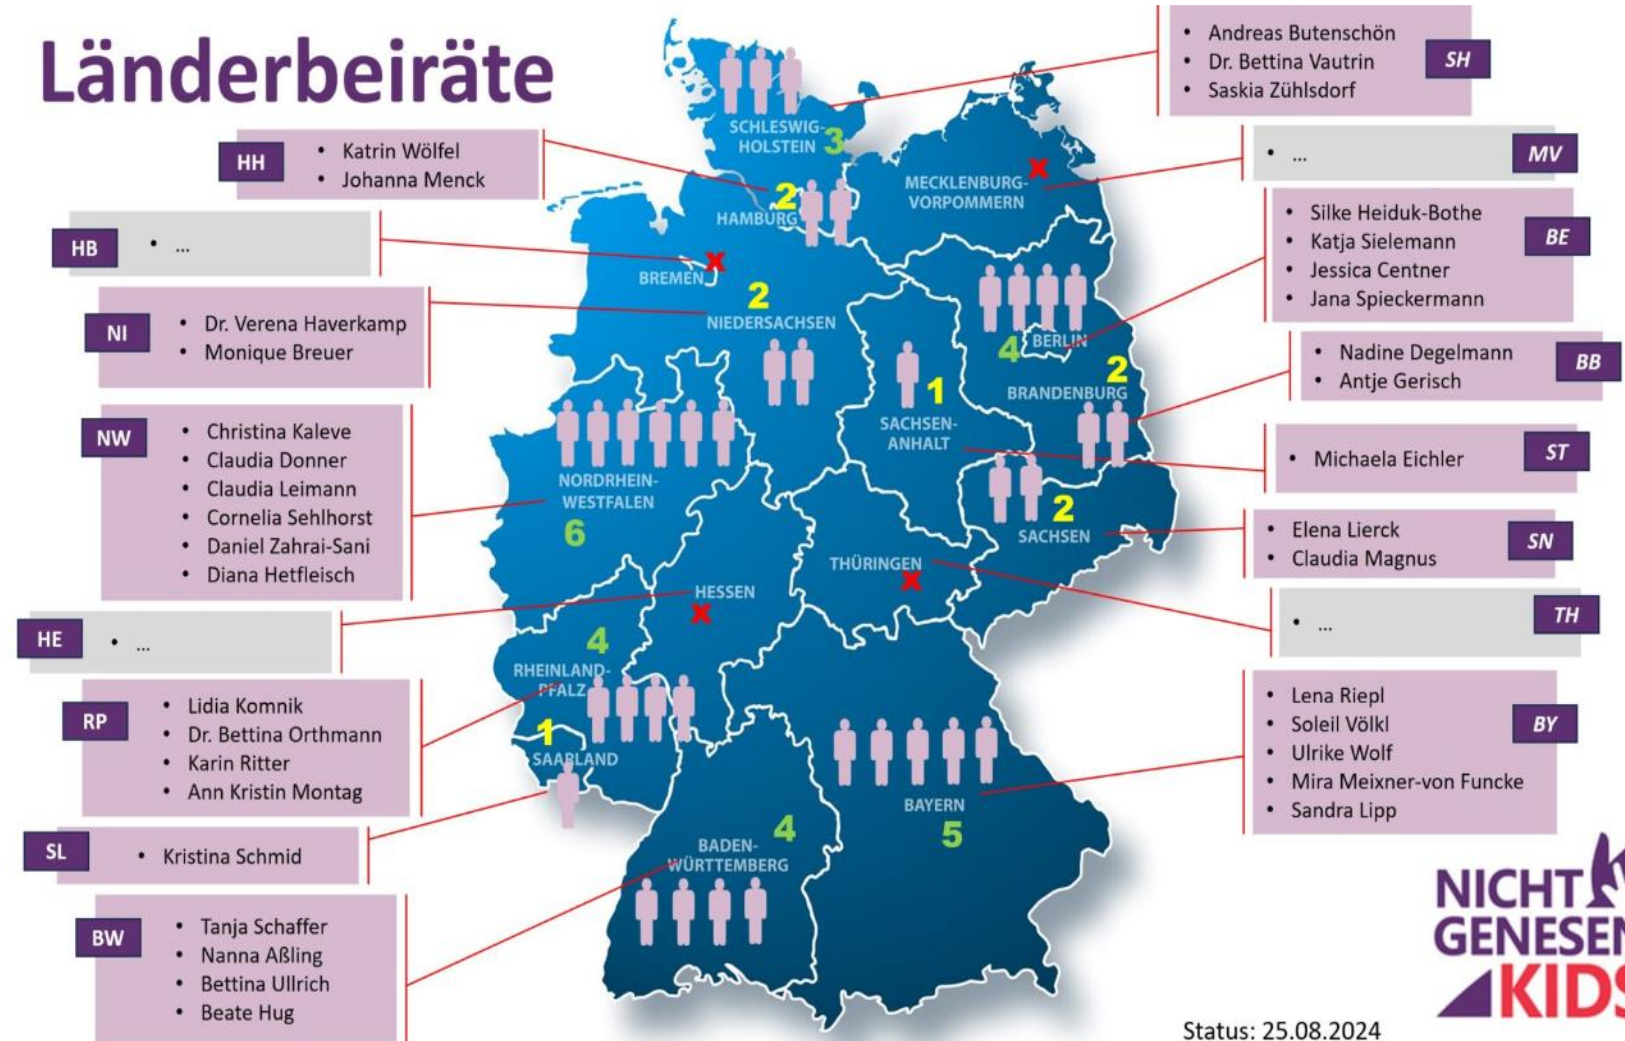 Länderbeiräte
HH
• Katrin Wölfel
• Johanna Menck
HB
• ...
NI
• Dr. Verena Haverkamp
• Monique Breuer
NW
• Christina Kaleve
• Claudia Donner
• Claudia Leimann
• Cornelia Sehlhorst
• Daniel Zahrai-Sani
• Diana Hetfleisch
HE
• ...
RP
• Lidia Komnik
• Dr. Bettina Orthmann
• Karin Ritter
• Ann Kristin Montag
SL
• Kristina Schmid
BW
• Tanja Schaffer
• Nanna Aßling
• Bettina Ullrich
• Beate Hug
SCHLESWIG-
HOLSTEIN 3
2
HAMBURG
MECKLENBURG-
VORPOMMERN
BREMEN
2
NIEDERSACHSEN
4 BERLIN
2
BRANDENBURG
1
SACHSEN-
ANHALT
NORDRHEIN-
WESTFALEN
6
2
SACHSEN
THÜRINGEN
HESSEN
4
RHEINLAND-
PFALZ
1
SAARLAND
BAYERN
5
4
BADEN-
WÜRTTEMBERG
• Andreas Butenschön
• Dr. Bettina Vautrin
• Saskia Zühlsdorf
SH
• ...
MV
• Silke Heiduk-Bothe
• Katja Sielemann
• Jessica Centner
• Jana Spieckermann
BE
• Nadine Degelmann
• Antje Gerisch
BB
• Michaela Eichler
ST
• Elena Lierck
• Claudia Magnus
SN
• ...
TH
• Lena Riepl
• Soleil Völkl
• Ulrike Wolf
• Mira Meixner-von Funcke
• Sandra Lipp
BY
NICHT
GENESEN
KIDS
Status: 25.08.2024